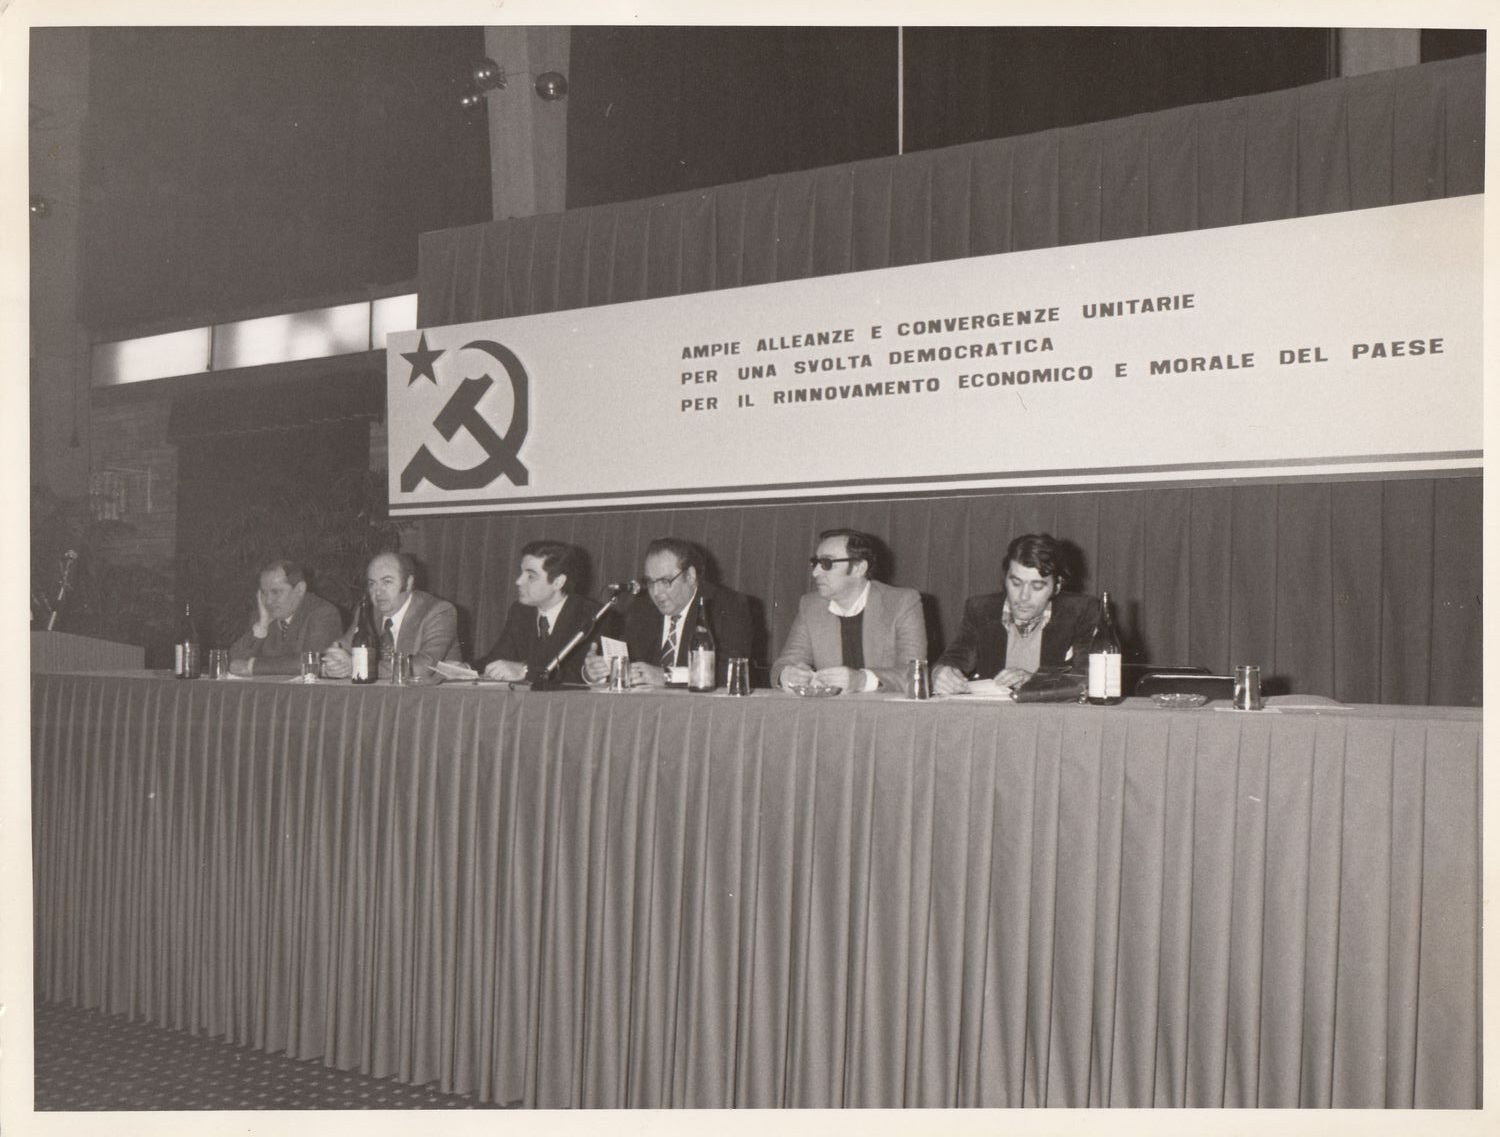 AMPIE ALLEANZE E CONVERGENZE UNITARIE
PER UNA SVOLTA DEMOCRATICA
PER IL RINNOVAMENTO ECONOMICO E MORALE DEL PAESE